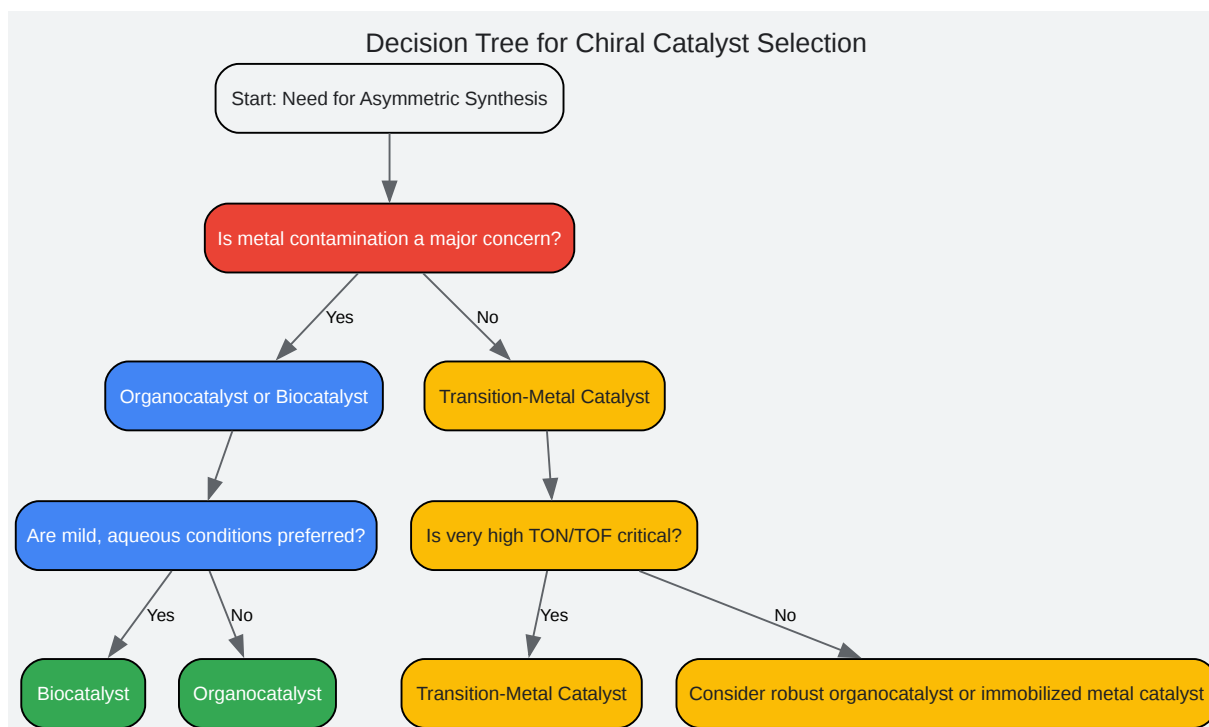 Decision Tree for Chiral Catalyst Selection
Start: Need for Asymmetric Synthesis
Is metal contamination a major concern?
Yes
No
Organocatalyst or Biocatalyst
Transition-Metal Catalyst
Are mild, aqueous conditions preferred?
Is very high TON/TOF critical?
Yes
No
Yes
No
Biocatalyst
Organocatalyst
Transition-Metal Catalyst
Consider robust organocatalyst or immobilized metal catalyst